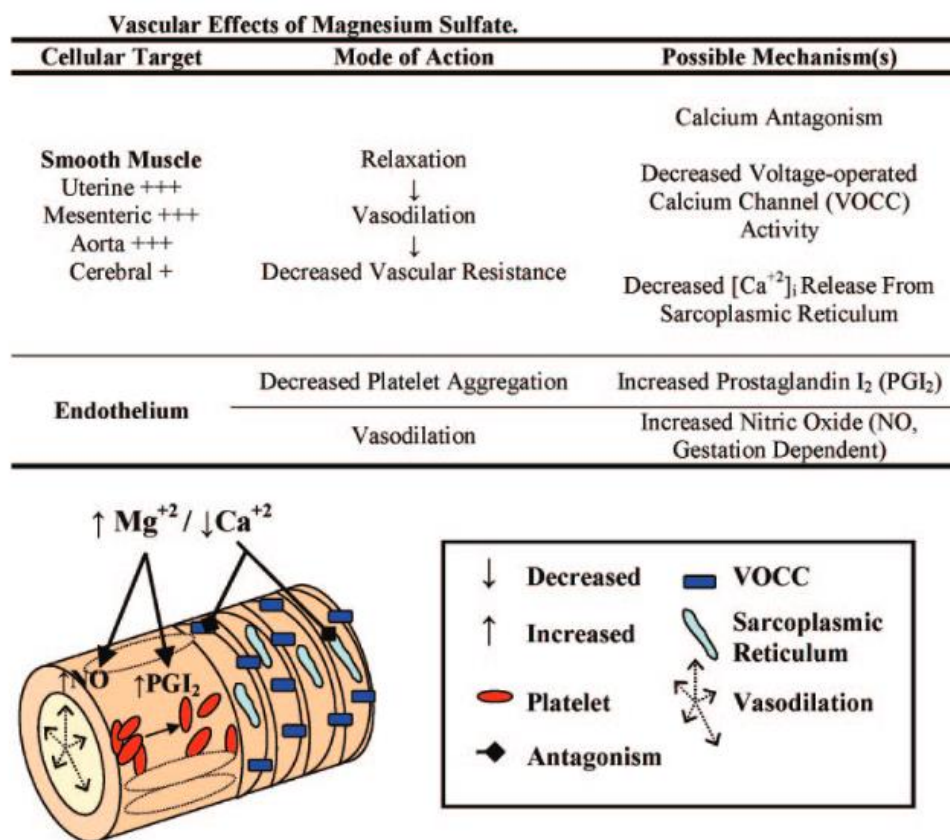 Vascular Effects of Magnesium Sulfate.
Cellular Target Mode of Action Possible Mechanism(s)
Smooth Muscle
Uterine +++
Mesenteric +++
Aorta +++
Cerebral +
Relaxation
↓
Vasodilation
↓
Decreased Vascular Resistance
Calcium Antagonism
Decreased Voltage-operated
Calcium Channel (VOCC)
Activity
Decreased [Ca⁺²]ᵢ Release From
Sarcoplasmic Reticulum
Endothelium
Decreased Platelet Aggregation Increased Prostaglandin I₂ (PGI₂)
Vasodilation
Increased Nitric Oxide (NO,
Gestation Dependent)
↑ Mg⁺² / ↓Ca⁺²
↑NO
↑PGI₂
↓ Decreased
↑ Increased
Platelet
Antagonism
VOCC
Sarcoplasmic
Reticulum
Vasodilation